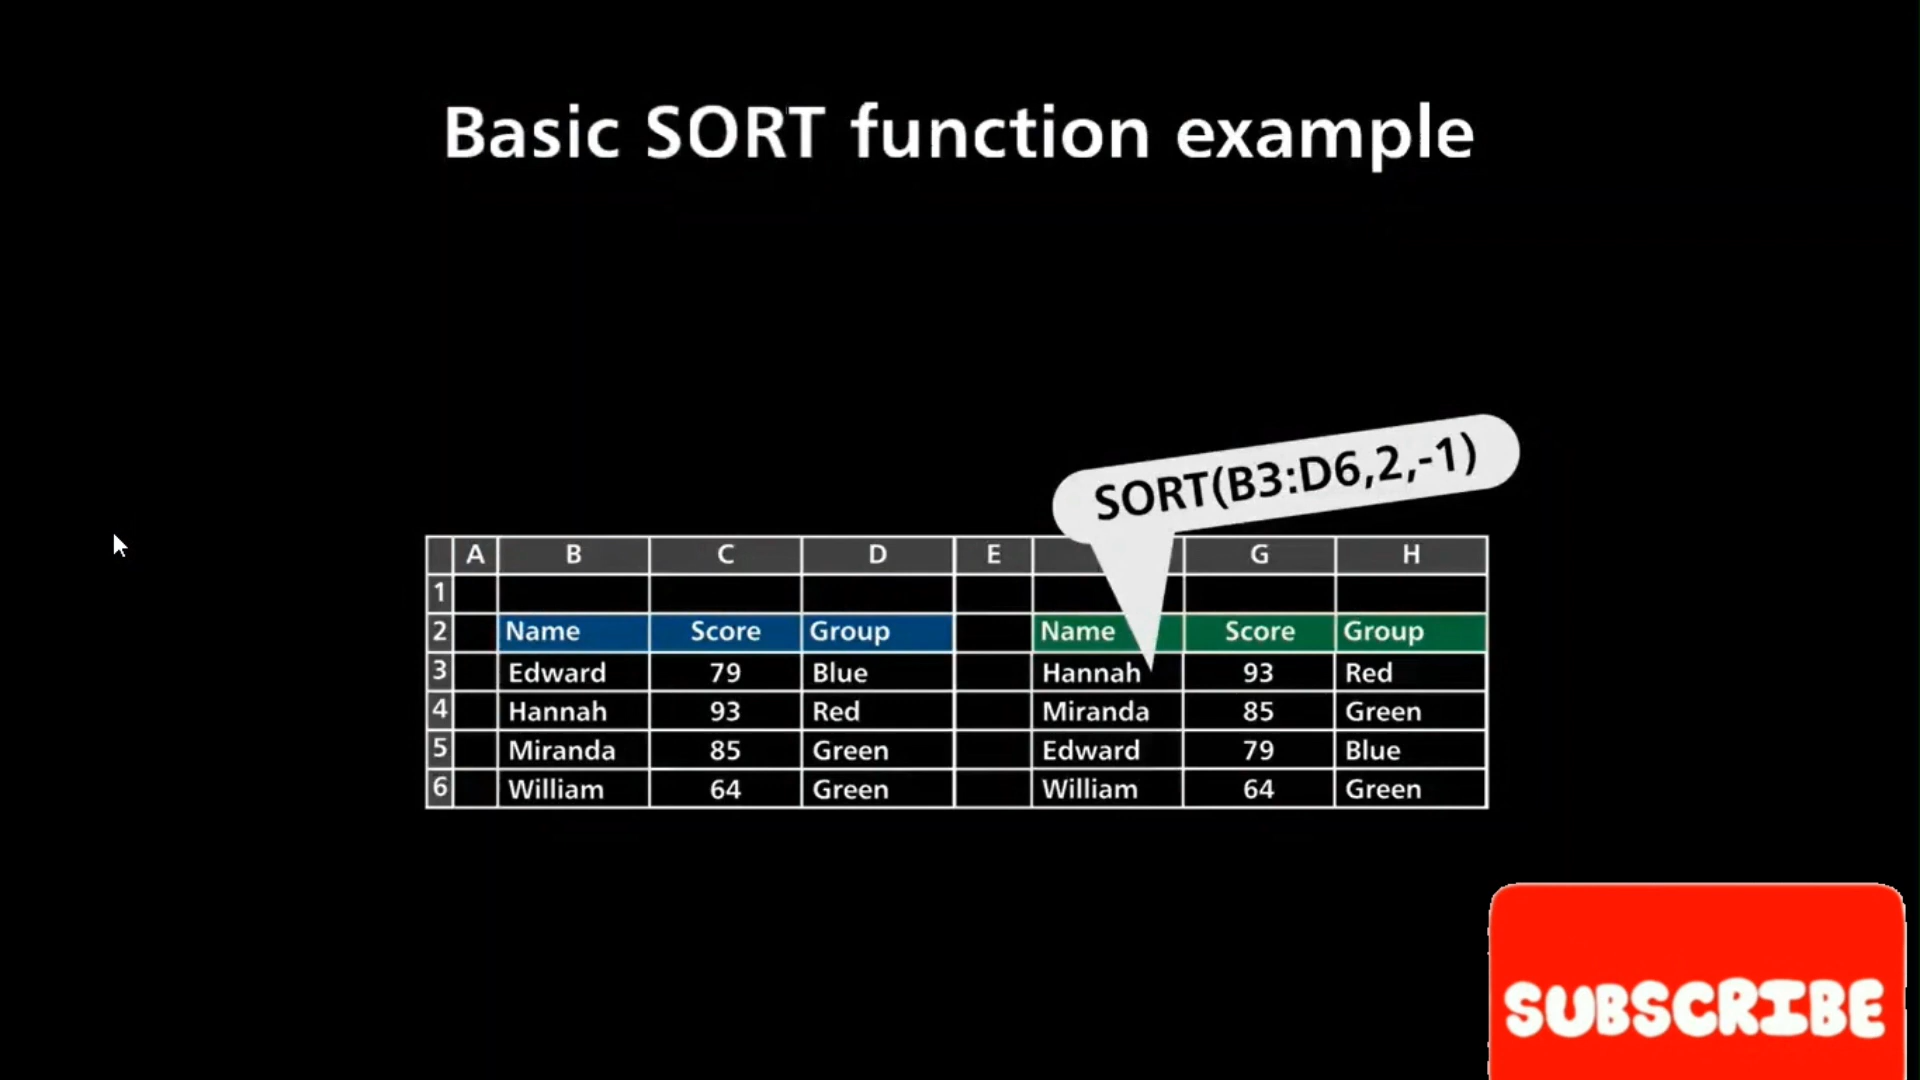 Basic SORT function example
SORT(B3:D6,2,-1)
A B C D E G H
1
2 Name Score Group Name Score Group
3 Edward 79 Blue Hannah 93 Red
4 Hannah 93 Red Miranda 85 Green
5 Miranda 85 Green Edward 79 Blue
6 William 64 Green William 64 Green
SUBSCRIBE